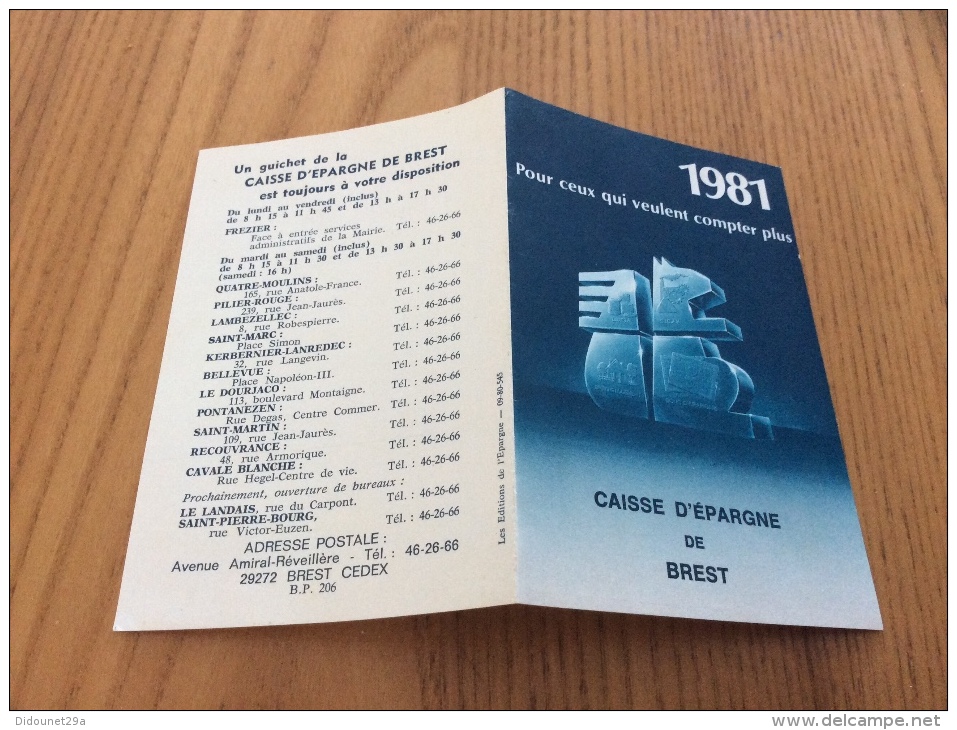 Un guichet de la
CAISSE D'EPARGNE DE BREST
est toujours à votre disposition
Du lundi au vendredi (inclus)
de 8 h 15 à 11 h 45 et de 13 h à 17 h 30
FREZIER :
Face à entrée services
administratifs de la Mairie. Tél. : 46-26-66
Du mardi au samedi (inclus)
de 8 h 15 à 11 h 30 et de 13 h 30 à 17 h 30
(samedi : 16 h)
QUATRE-MOULINS :
165, rue Anatole-France. Tél. : 46-26-66
PILIER-ROUGE :
239, rue Jean-Jaurès. Tél. : 46-26-66
LAMBEZELLEC :
8, rue Robespierre. Tél. : 46-26-66
SAINT-MARC :
Place Simon Tél. : 46-26-66
KERBERNIER-LANREDEC :
32, rue Langevin. Tél. : 46-26-66
BELLEVUE :
Place Napoléon-III. Tél. : 46-26-66
LE DOURJACQ :
113, boulevard Montaigne. Tél. : 46-26-66
PONTANEZEN :
Rue Degas, Centre Commer. Tél. : 46-26-66
SAINT-MARTIN :
109, rue Jean-Jaurès. Tél. : 46-26-66
RECOUVRANCE :
48, rue Armorique. Tél. : 46-26-66
CAVALE BLANCHE :
Rue Hegel-Centre de vie. Tél. : 46-26-66
Prochainement, ouverture de bureaux :
LE LANDAIS, rue du Carpont. Tél. : 46-26-66
SAINT-PIERRE-BOURG,
rue Victor-Euzen. Tél. : 46-26-66
ADRESSE POSTALE :
Avenue Amiral-Réveillère - Tél. : 46-26-66
29272 BREST CEDEX
B.P. 206
Les Editions de l'Epargne — 09-80-545
1981
Pour ceux qui veulent compter plus
CAISSE D'ÉPARGNE
DE
BREST
Didounet29a
www.delcampe.net